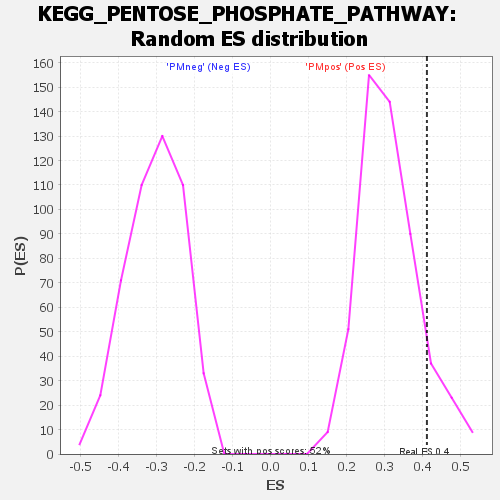 KEGG_PENTOSE_PHOSPHATE_PATHWAY:
Random ES distribution
'PMneg' (Neg ES) 'PMpos' (Pos ES)
160
150
140
130
120
110
100
90
80
70
60
50
40
30
20
10
0
P(ES)
Sets with pos scores: 52%
Real ES 0.4
-0.5 -0.4 -0.3 -0.2 -0.1 0.0 0.1 0.2 0.3 0.4 0.5
ES